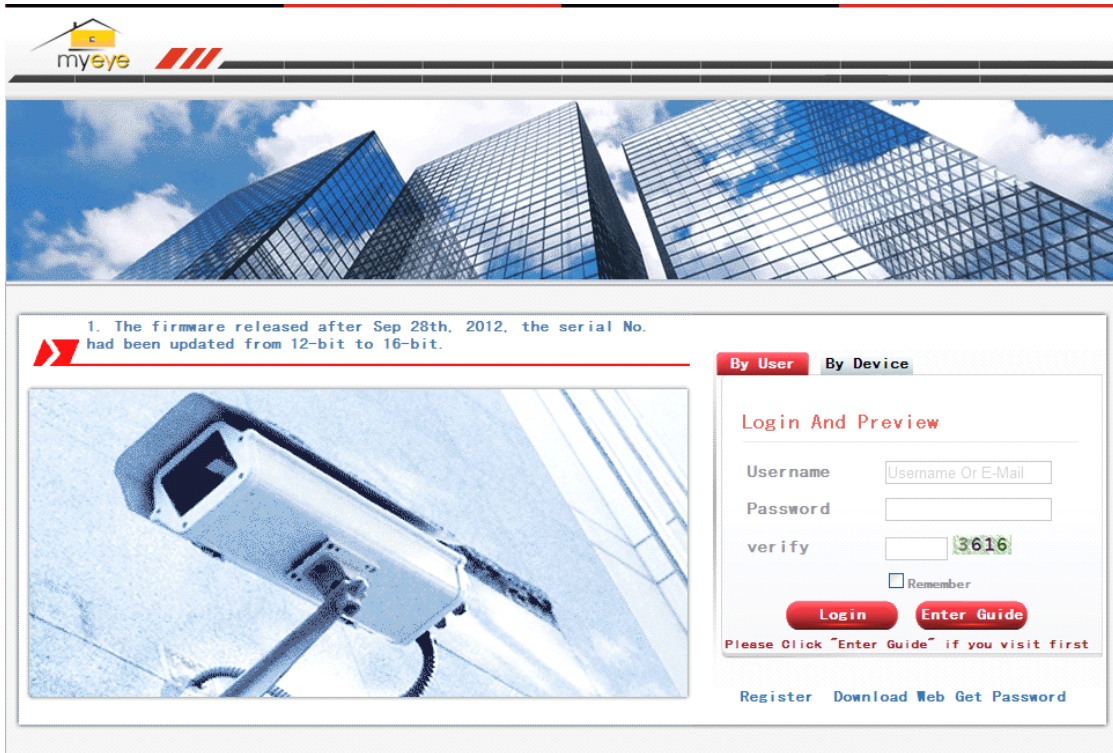 myeye
1. The firmware released after Sep 28th, 2012, the serial No.
had been updated from 12-bit to 16-bit.
By User By Device
Login And Preview
Username Username Or E-Mail
Password
verify 3616
Remember
Login Enter Guide
Please Click "Enter Guide" if you visit first
Register Download Web Get Password